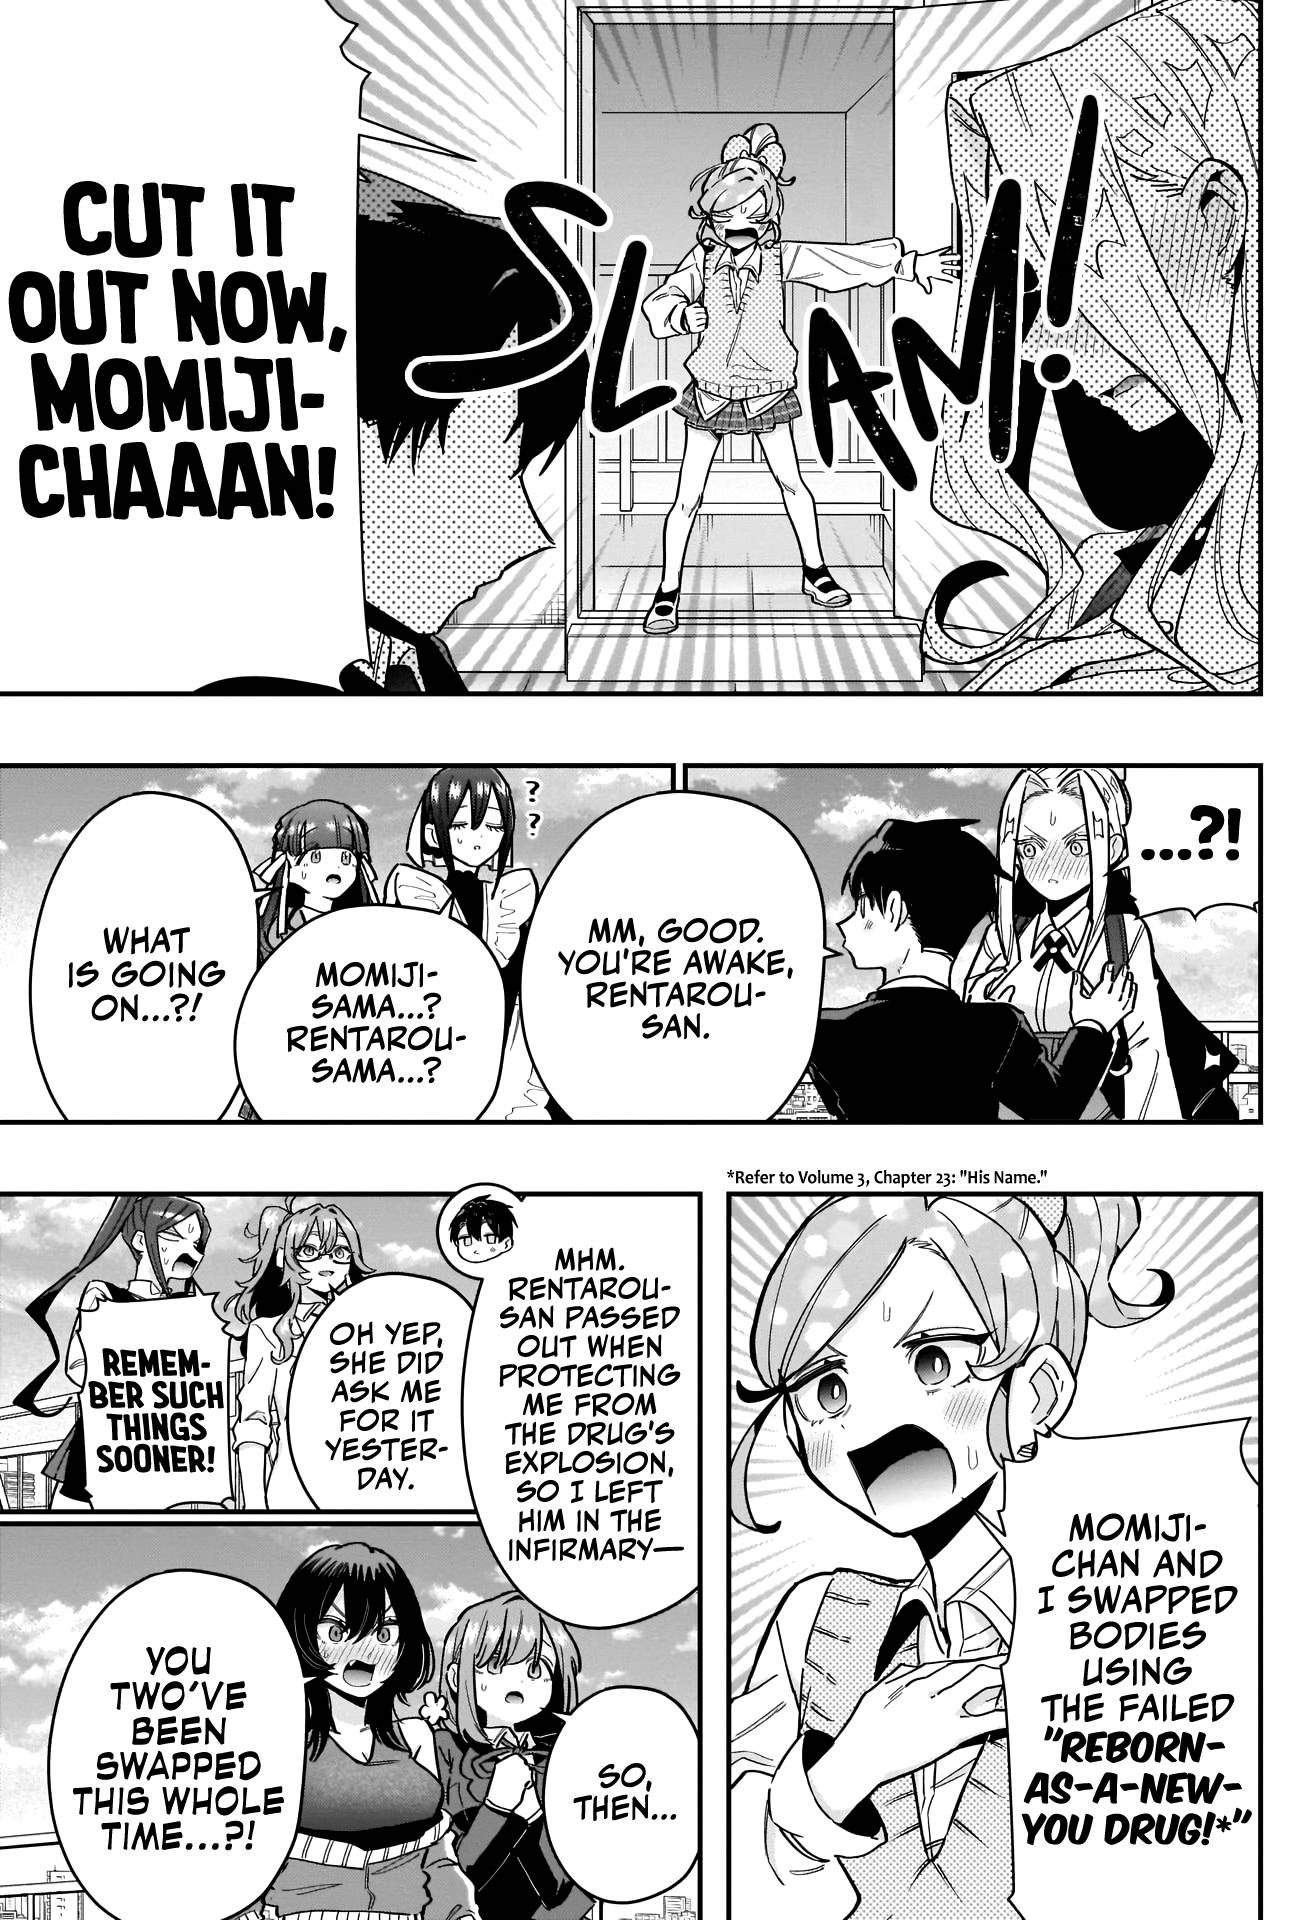 SLAM!
CUT IT
OUT NOW,
MOMIJI-
CHAAAN!
...?!
MM, GOOD.
YOU'RE AWAKE,
RENTAROU-
SAN.
? ?
? ?
MOMIJI-
SAMA...?
RENTAROU-
SAMA...?
WHAT
IS GOING
ON...?!
*Refer to Volume 3, Chapter 23: "His Name."
MOMIJI-
CHAN AND
I SWAPPED
BODIES
USING
THE FAILED
"REBORN-
AS-A-NEW-
YOU DRUG!*"
MHM.
RENTAROU-
SAN PASSED
OUT WHEN
PROTECTING
ME FROM
THE DRUG'S
EXPLOSION,
SO I LEFT
HIM IN THE
INFIRMARY—
OH YEP,
SHE DID
ASK ME
FOR IT
YESTER-
DAY.
REMEM-
BER SUCH
THINGS
SOONER!
SO,
THEN...
YOU
TWO'VE
BEEN
SWAPPED
THIS WHOLE
TIME...?!